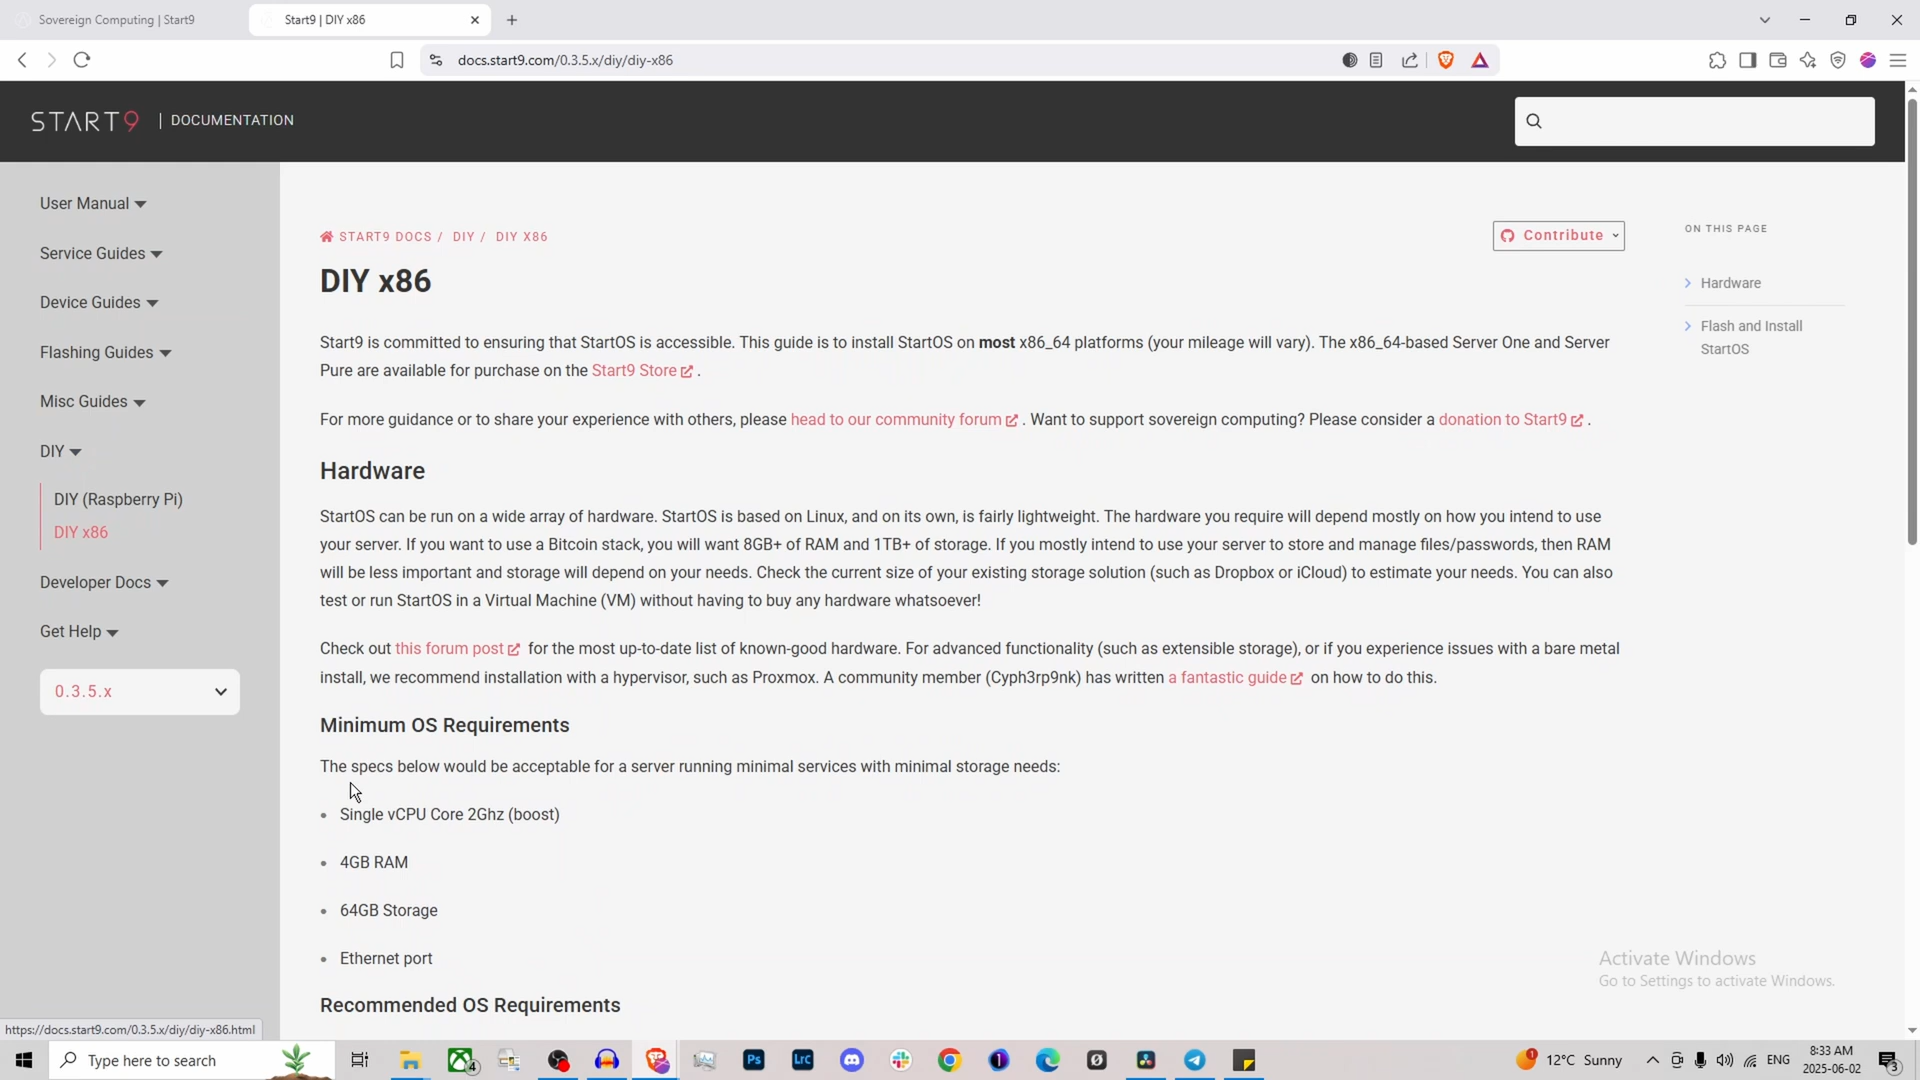 Sovereign Computing | Start9
Start9 | DIY x86
docs.start9.com/0.3.5.x/diy/diy-x86
START9 | DOCUMENTATION
User Manual
Service Guides
Device Guides
Flashing Guides
Misc Guides
DIY
DIY (Raspberry Pi)
DIY x86
Developer Docs
Get Help
0.3.5.x
START9 DOCS / DIY / DIY X86
Contribute
DIY x86
Start9 is committed to ensuring that StartOS is accessible. This guide is to install StartOS on most x86_64 platforms (your mileage will vary). The x86_64-based Server One and Server
Pure are available for purchase on the Start9 Store .
For more guidance or to share your experience with others, please head to our community forum . Want to support sovereign computing? Please consider a donation to Start9 .
Hardware
StartOS can be run on a wide array of hardware. StartOS is based on Linux, and on its own, is fairly lightweight. The hardware you require will depend mostly on how you intend to use
your server. If you want to use a Bitcoin stack, you will want 8GB+ of RAM and 1TB+ of storage. If you mostly intend to use your server to store and manage files/passwords, then RAM
will be less important and storage will depend on your needs. Check the current size of your existing storage solution (such as Dropbox or iCloud) to estimate your needs. You can also
test or run StartOS in a Virtual Machine (VM) without having to buy any hardware whatsoever!
Check out this forum post for the most up-to-date list of known-good hardware. For advanced functionality (such as extensible storage), or if you experience issues with a bare metal
install, we recommend installation with a hypervisor, such as Proxmox. A community member (Cyph3rp9nk) has written a fantastic guide on how to do this.
Minimum OS Requirements
The specs below would be acceptable for a server running minimal services with minimal storage needs:
• Single vCPU Core 2Ghz (boost)
• 4GB RAM
• 64GB Storage
• Ethernet port
Recommended OS Requirements
ON THIS PAGE
Hardware
Flash and Install
StartOS
Activate Windows
Go to Settings to activate Windows.
https://docs.start9.com/0.3.5.x/diy/diy-x86.html
Type here to search
4
Ps
Lrc
1
12°C Sunny
ENG
8:33 AM
2025-06-02
3